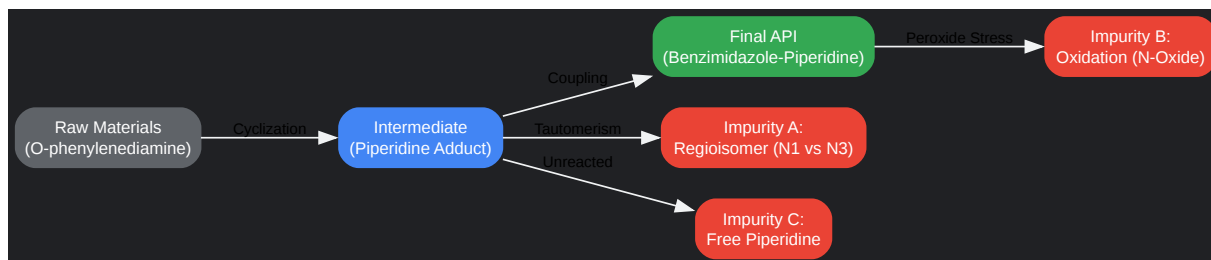 Raw Materials
(O-phenylenediamine)
Cyclization
Intermediate
(Piperidine Adduct)
Coupling
Tautomerism
Unreacted
Final API
(Benzimidazole-Piperidine)
Peroxide Stress
Impurity B:
Oxidation (N-Oxide)
Impurity A:
Regioisomer (N1 vs N3)
Impurity C:
Free Piperidine